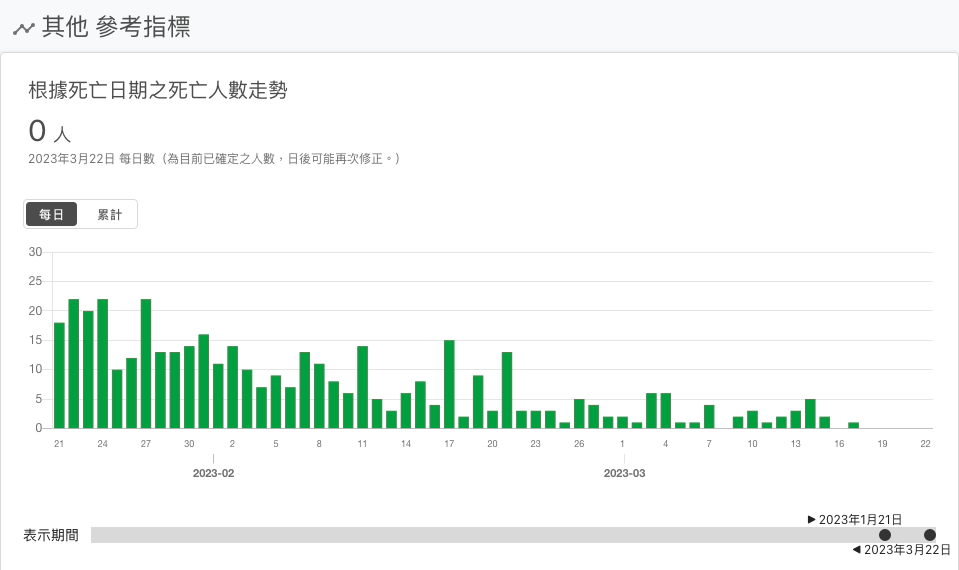 其他 參考指標
根據死亡日期之死亡人數走勢
0 人
2023年3月22日 每日數（為目前已確定之人數，日後可能再次修正。）
每日 累計
30
25
20
15
10
5
0
21 24 27 30 2 5 8 11 14 17 20 23 26 1 4 7 10 13 16 19 22
2023-02 2023-03
▶ 2023年1月21日
表示期間
◀ 2023年3月22日